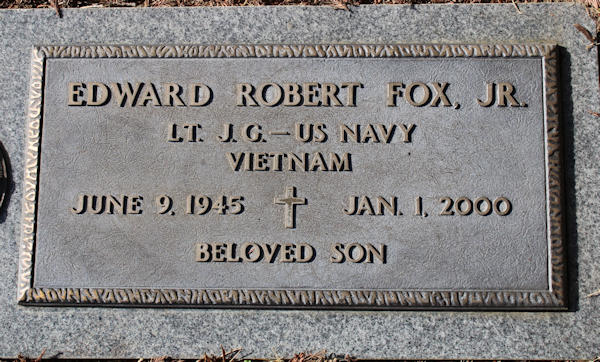 EDWARD ROBERT FOX, JR.
LT. J.G.—US NAVY
VIETNAM
JUNE 9, 1945 JAN. 1, 2000
BELOVED SON